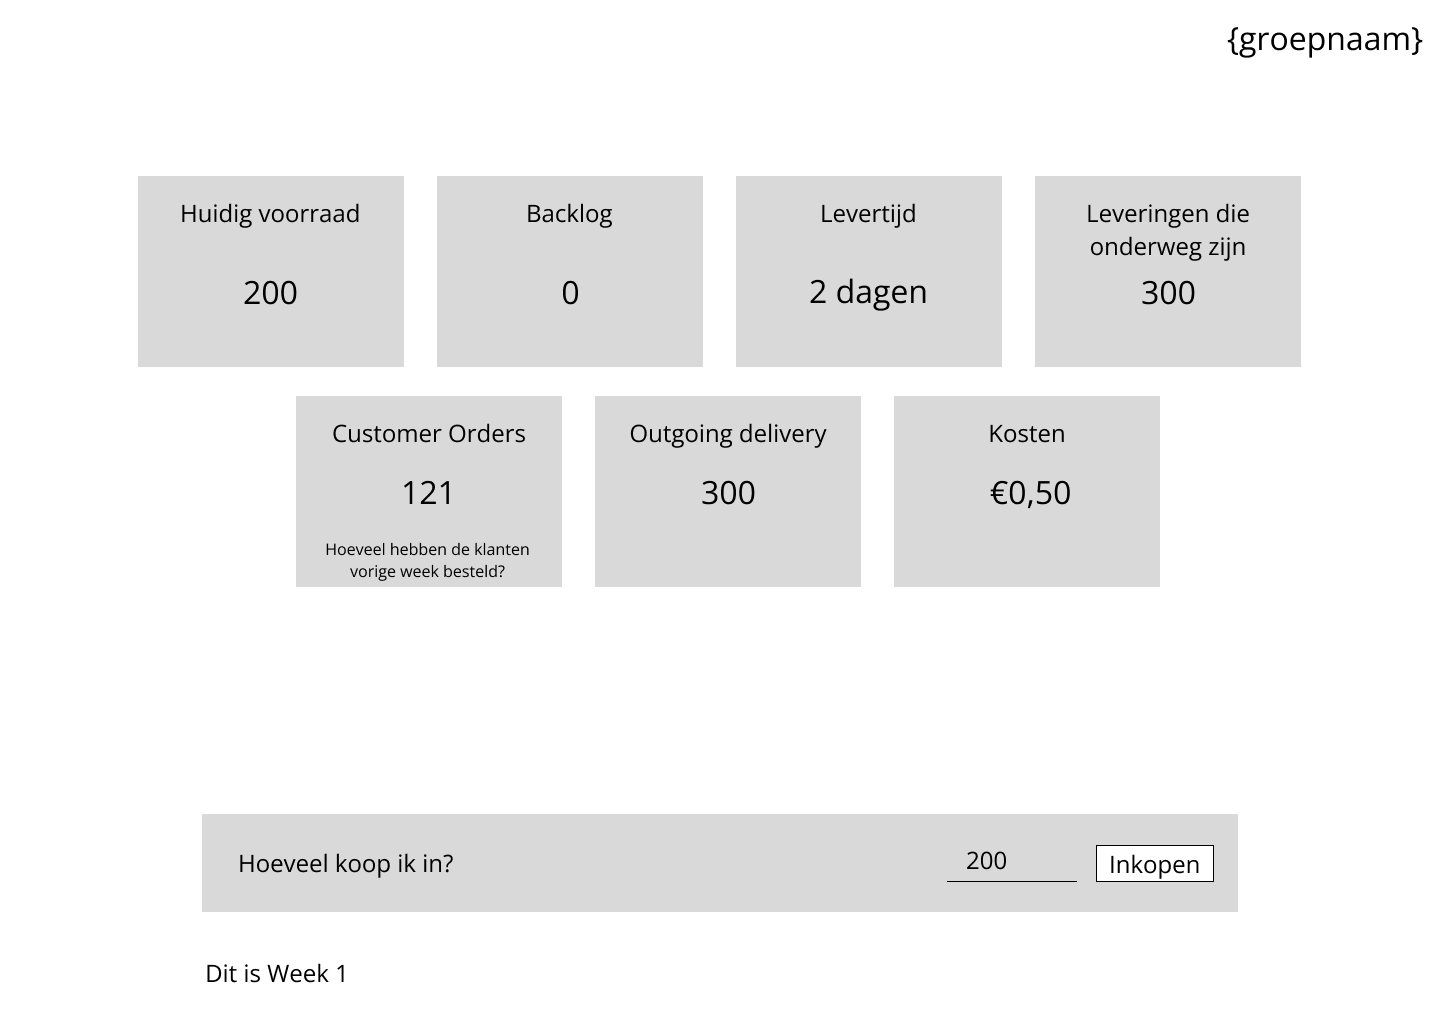 {groepnaam}
Huidig voorraad
200
Backlog
0
Levertijd
2 dagen
Leveringen die
onderweg zijn
300
Customer Orders
121
Hoeveel hebben de klanten
vorige week besteld?
Outgoing delivery
300
Kosten
€0,50
Hoeveel koop ik in?
200
Inkopen
Dit is Week 1